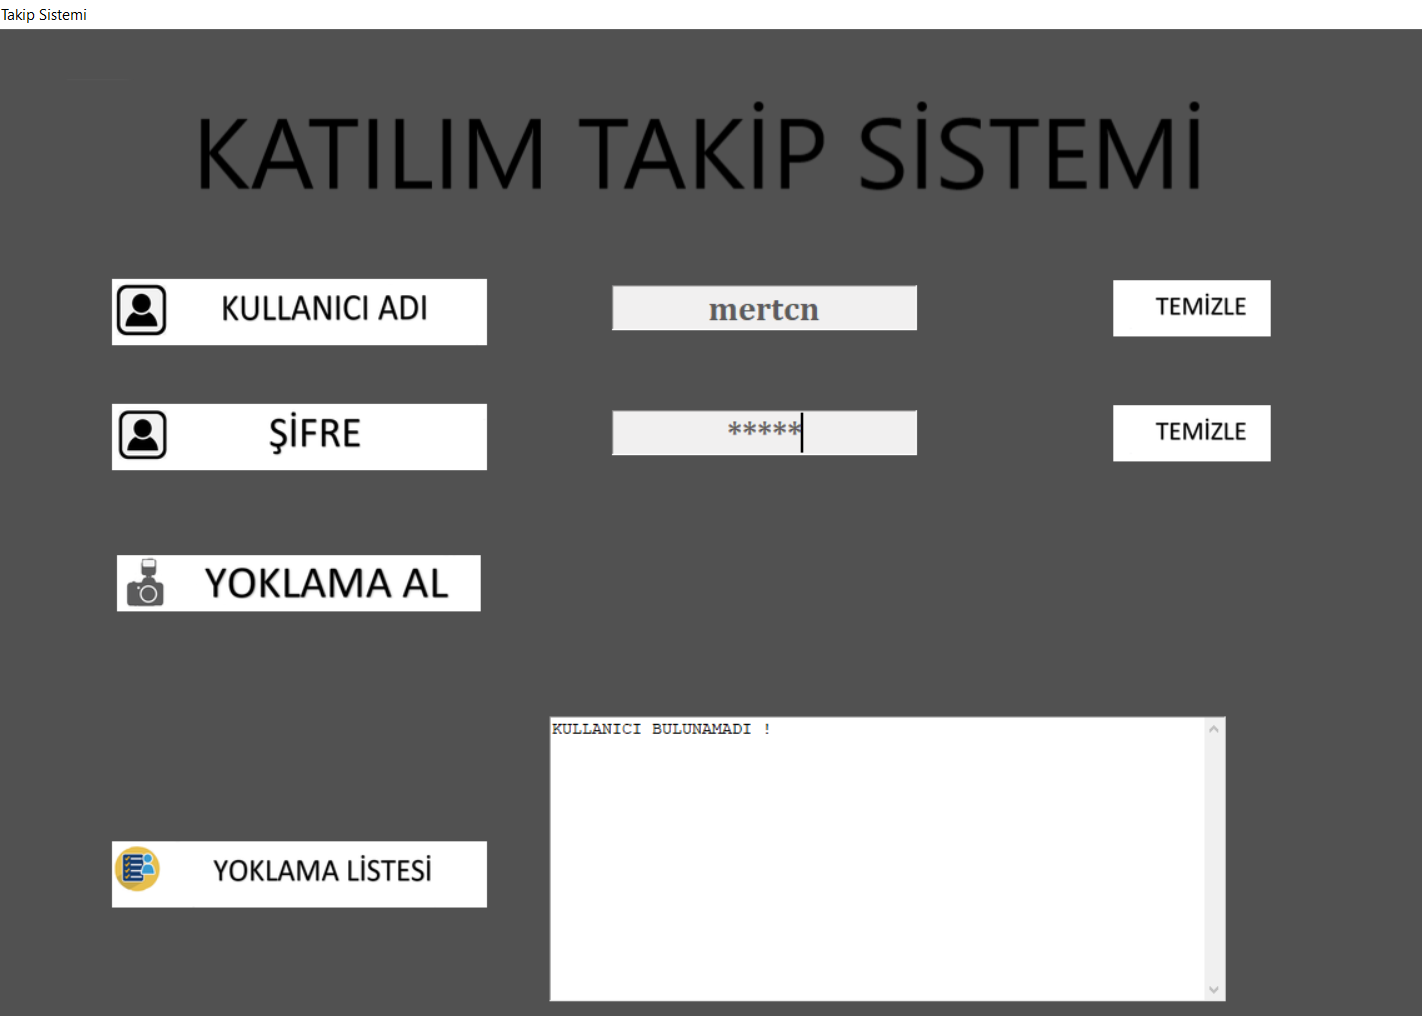 Takip Sistemi
KATILIM TAKİP SİSTEMİ
KULLANICI ADI
mertcn
TEMİZLE
ŞİFRE
*****
TEMİZLE
YOKLAMA AL
KULLANICI BULUNAMADI !
YOKLAMA LİSTESİ